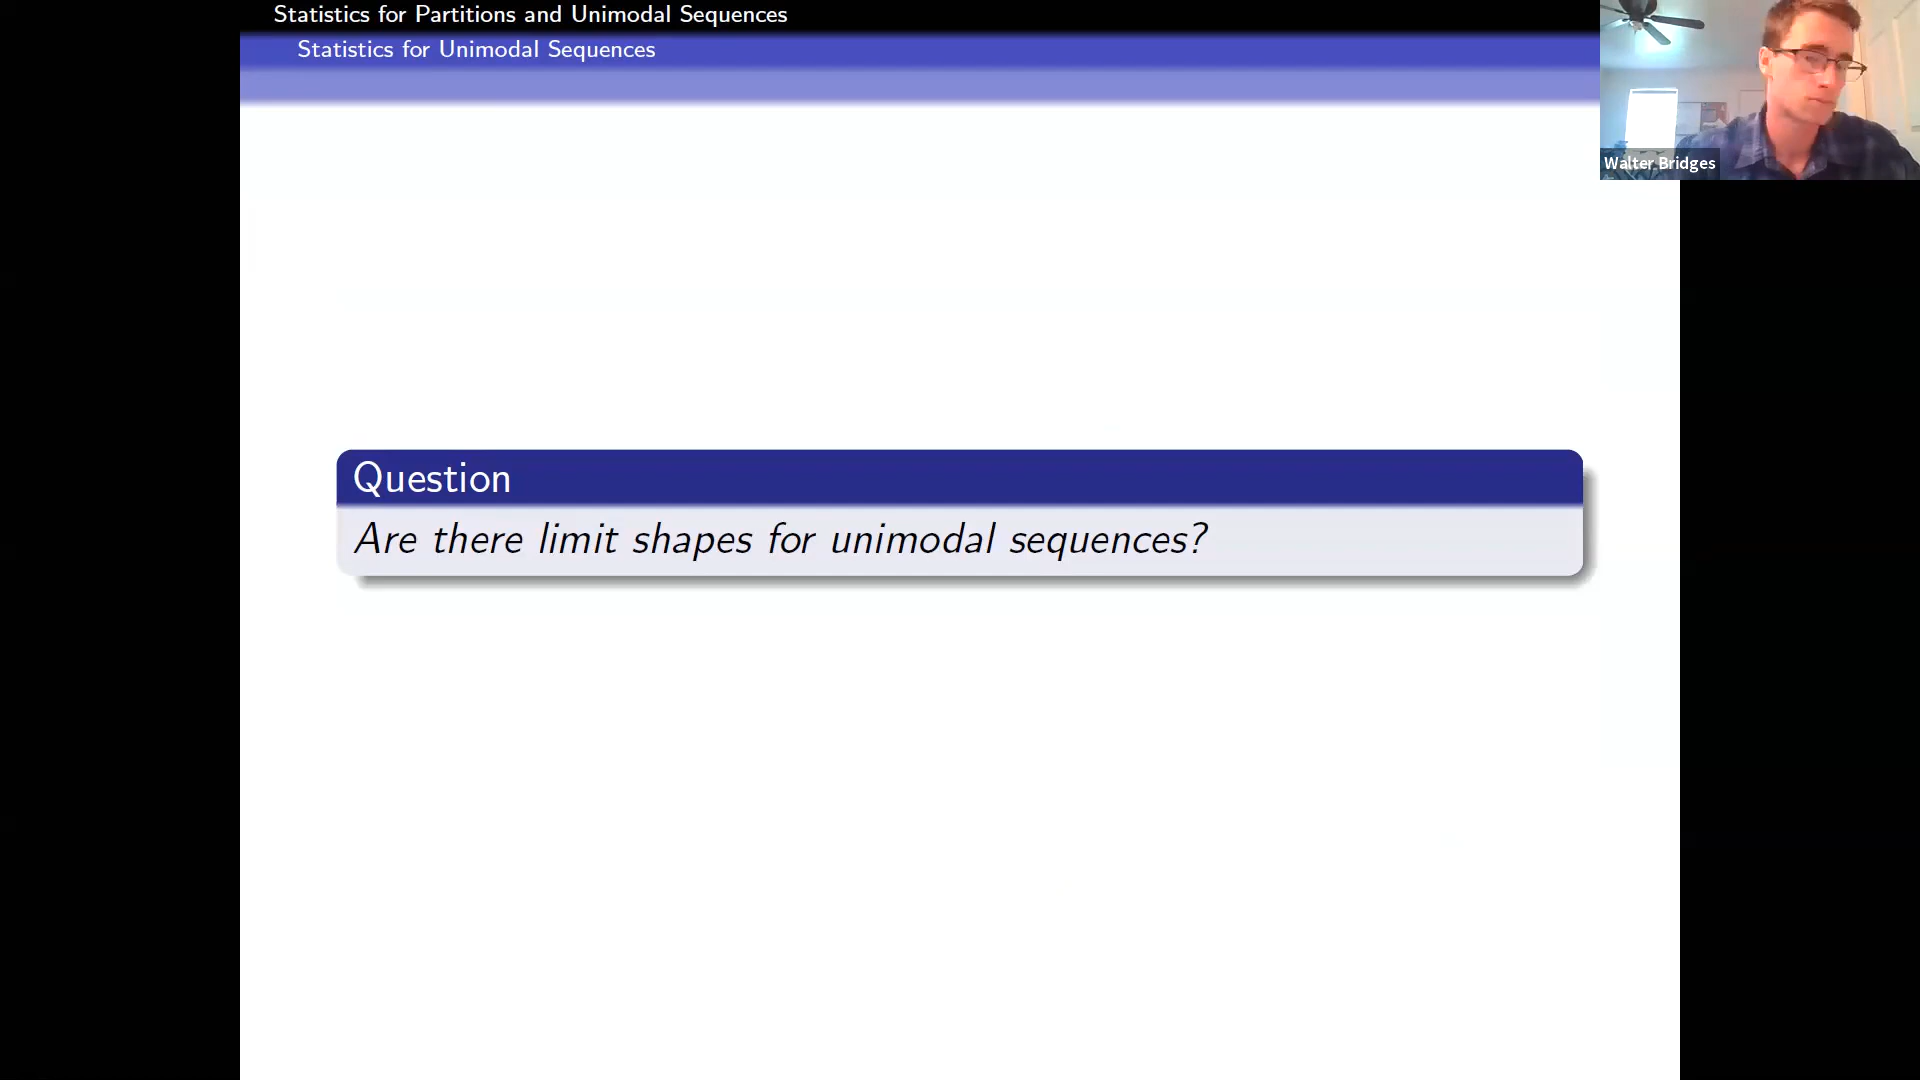 Statistics for Partitions and Unimodal Sequences
Statistics for Unimodal Sequences
Walter Bridges
Question
Are there limit shapes for unimodal sequences?